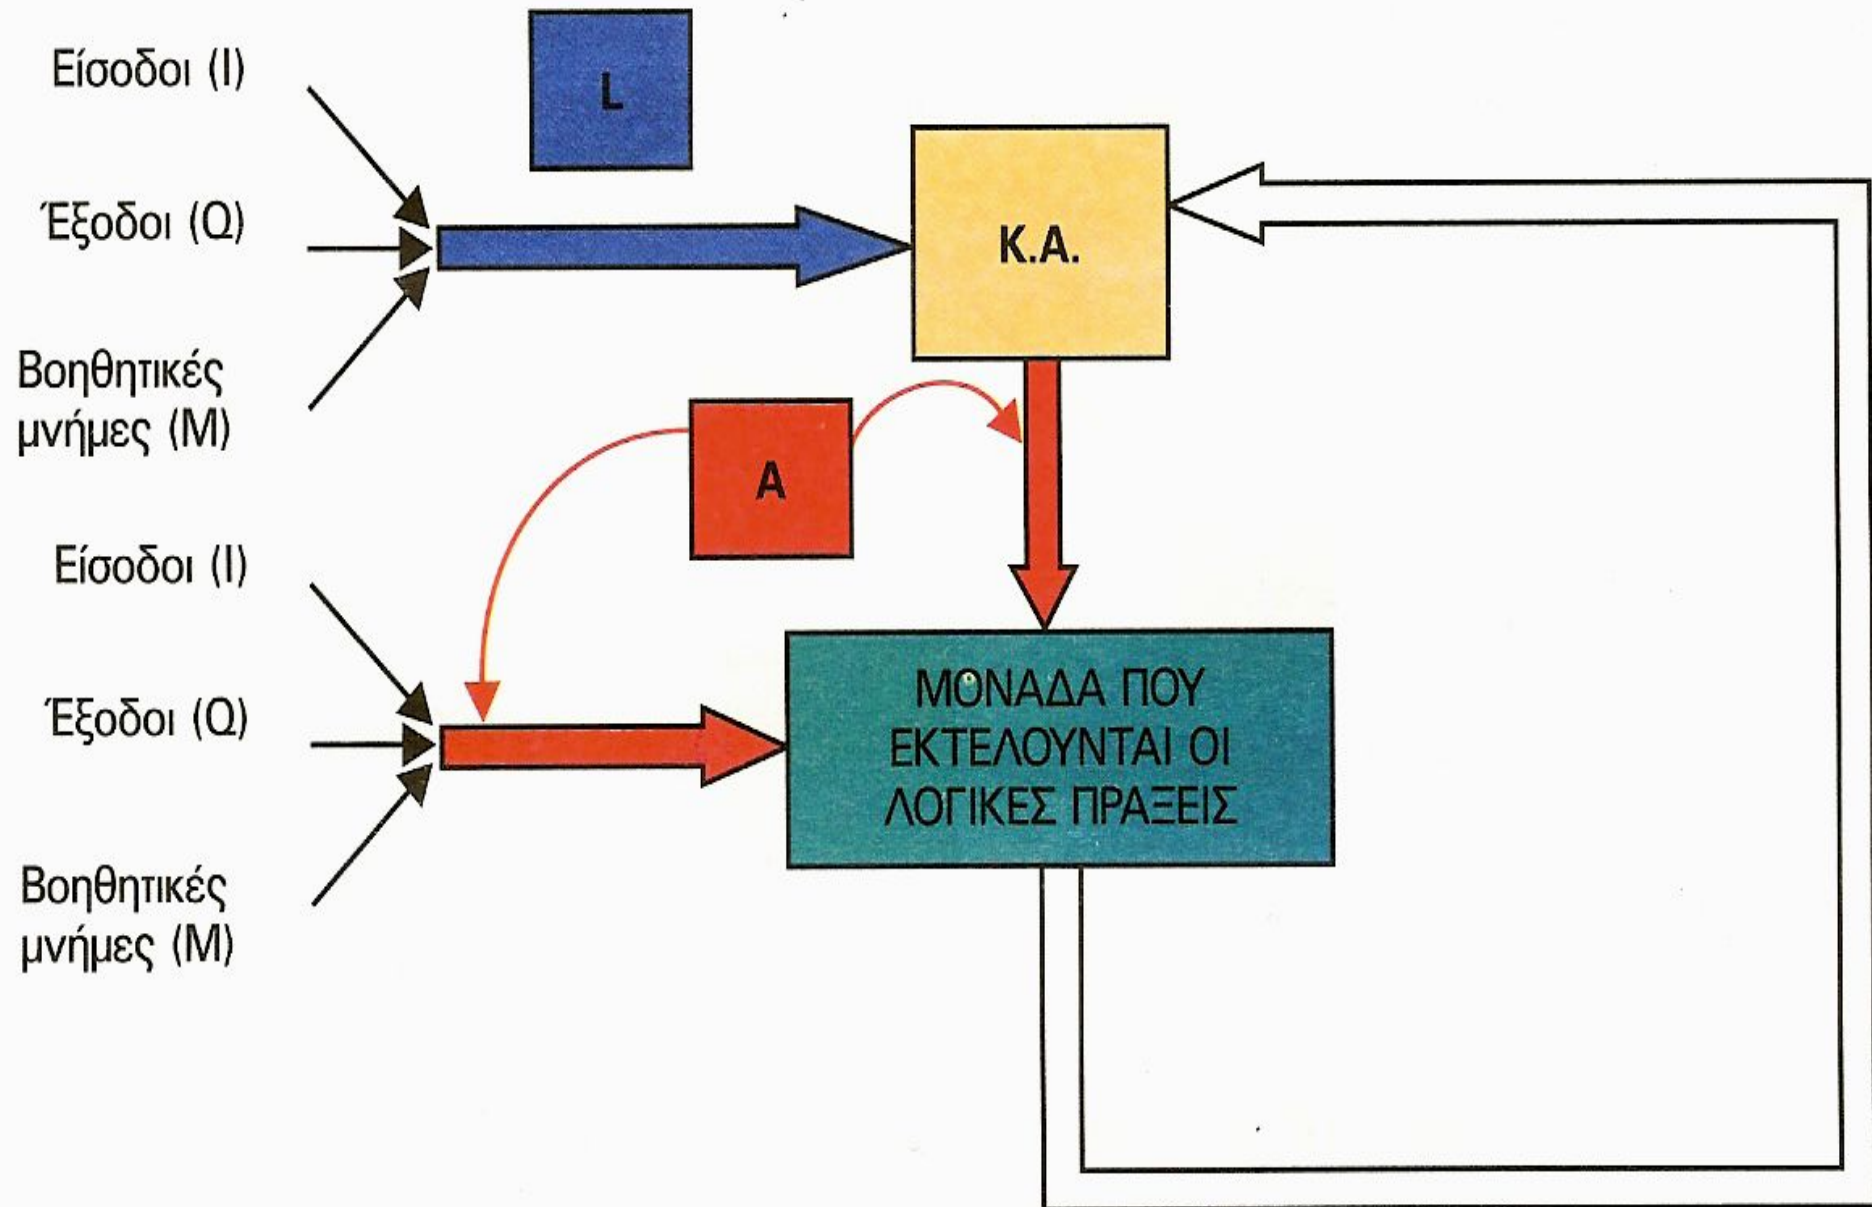 Είσοδοι (I)
L
Έξοδοι (Q)
K.A.
Βοηθητικές
μνήμες (M)
A
Είσοδοι (I)
Έξοδοι (Q)
ΜΟΝΑΔΑ ΠΟΥ
ΕΚΤΕΛΟΥΝΤΑΙ ΟΙ
ΛΟΓΙΚΕΣ ΠΡΑΞΕΙΣ
Βοηθητικές
μνήμες (M)